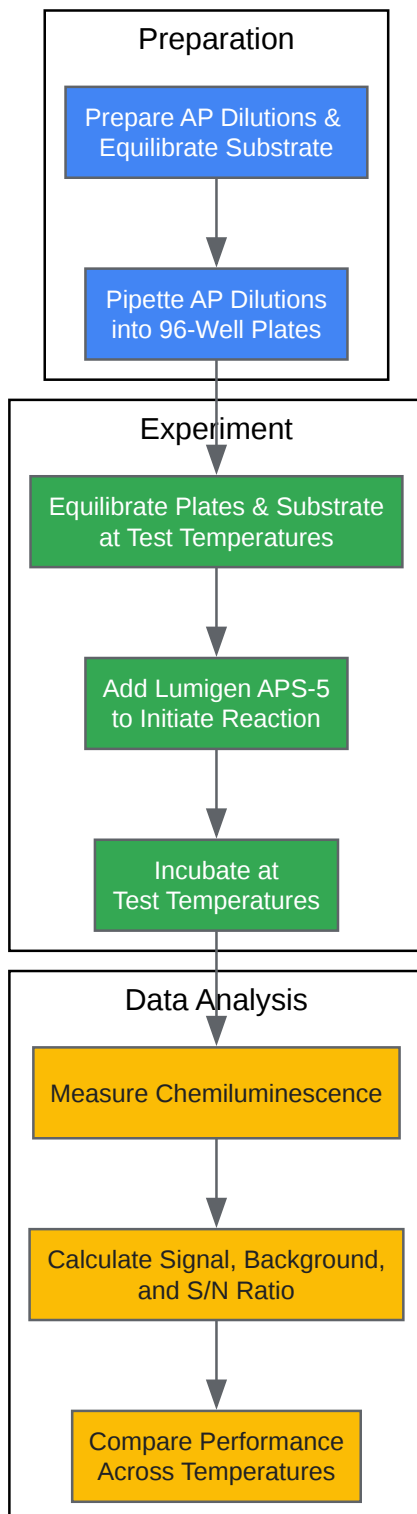 Preparation
Prepare AP Dilutions &
Equilibrate Substrate
Pipette AP Dilutions
into 96-Well Plates
Experiment
Equilibrate Plates & Substrate
at Test Temperatures
Add Lumigen APS-5
to Initiate Reaction
Incubate at
Test Temperatures
Data Analysis
Measure Chemiluminescence
Calculate Signal, Background,
and S/N Ratio
Compare Performance
Across Temperatures